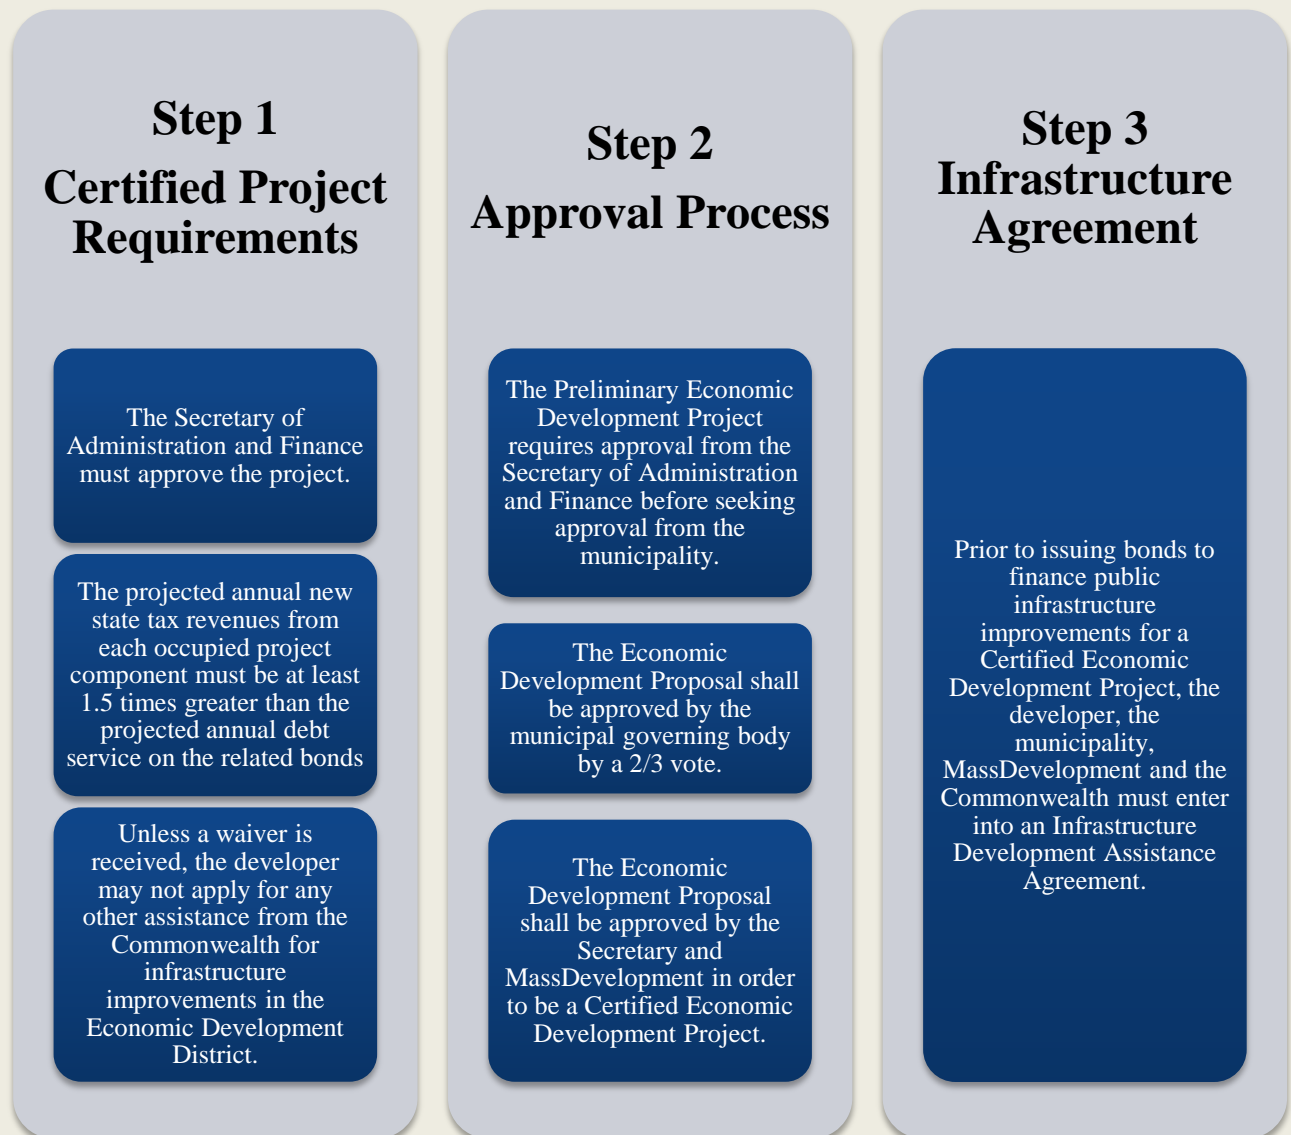 Step 1
Certified Project
Requirements
The Secretary of
Administration and Finance
must approve the project.
The projected annual new
state tax revenues from
each occupied project
component must be at least
1.5 times greater than the
projected annual debt
service on the related bonds
Unless a waiver is
received, the developer
may not apply for any
other assistance from the
Commonwealth for
infrastructure
improvements in the
Economic Development
District.
Step 2
Approval Process
The Preliminary Economic
Development Project
requires approval from the
Secretary of Administration
and Finance before seeking
approval from the
municipality.
The Economic
Development Proposal shall
be approved by the
municipal governing body
by a 2/3 vote.
The Economic
Development Proposal
shall be approved by the
Secretary and
MassDevelopment in order
to be a Certified Economic
Development Project.
Step 3
Infrastructure
Agreement
Prior to issuing bonds to
finance public
infrastructure
improvements for a
Certified Economic
Development Project, the
developer, the
municipality,
MassDevelopment and the
Commonwealth must enter
into an Infrastructure
Development Assistance
Agreement.